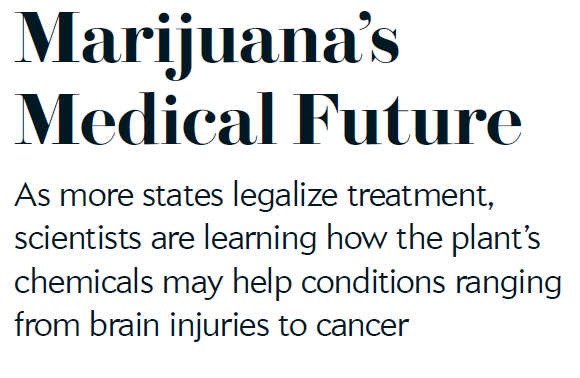 Marijuana’s
Medical Future
As more states legalize treatment,
scientists are learning how the plant’s
chemicals may help conditions ranging
from brain injuries to cancer